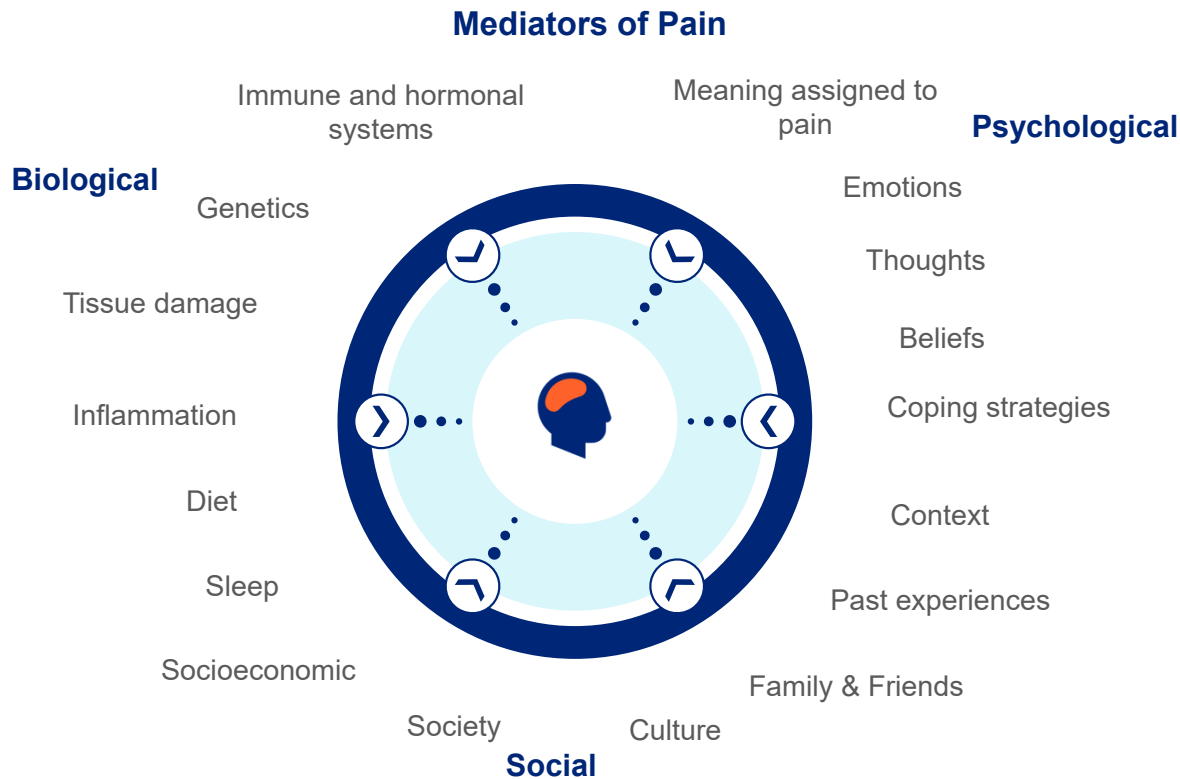 Mediators of Pain
Immune and hormonal
systems
Meaning assigned to
pain
Psychological
Biological
Genetics
Emotions
Thoughts
Tissue damage
Beliefs
Inflammation
Coping strategies
Diet
Context
Sleep
Past experiences
Socioeconomic
Family & Friends
Society
Culture
Social